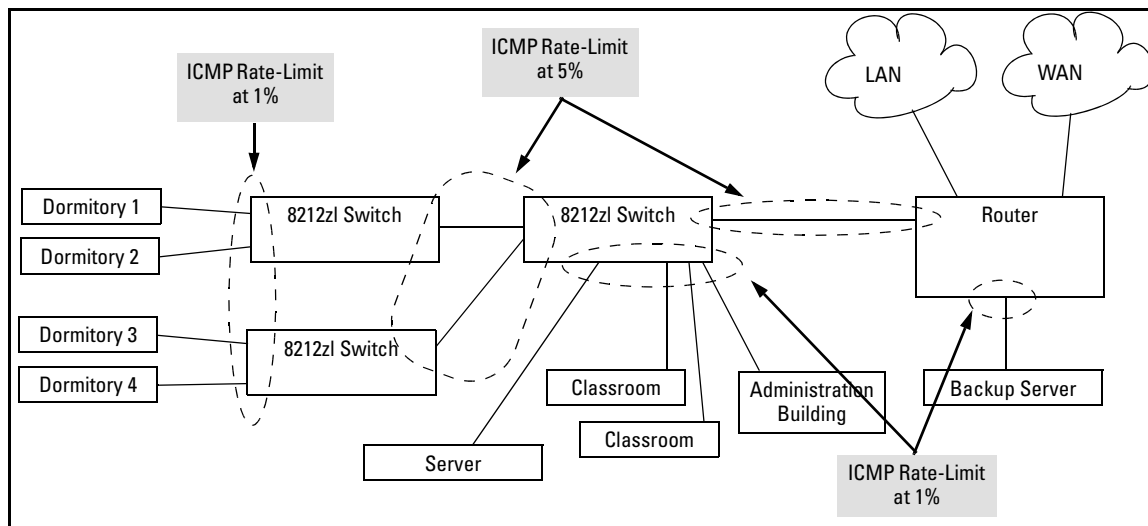 ICMP Rate-Limit
at 1%
ICMP Rate-Limit
at 5%
LAN
WAN
Dormitory 1
Dormitory 2
8212zl Switch
8212zl Switch
Router
Dormitory 3
Dormitory 4
8212zl Switch
Classroom
Administration
Building
Backup Server
Classroom
Server
ICMP Rate-Limit
at 1%